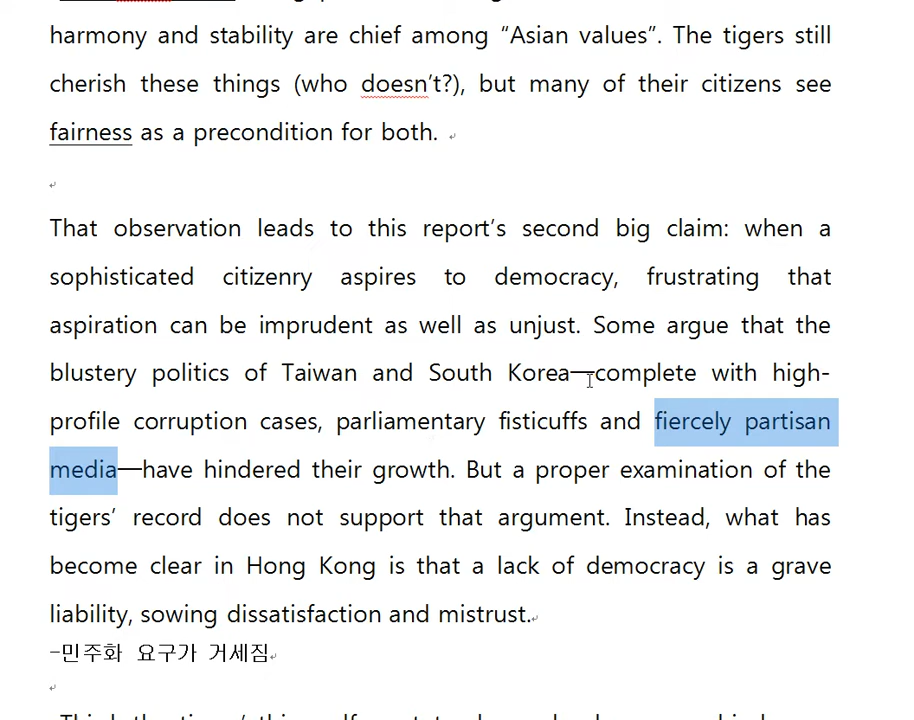 harmony and stability are chief among “Asian values”. The tigers still
cherish these things (who doesn’t?), but many of their citizens see
fairness as a precondition for both.
That observation leads to this report’s second big claim: when a
sophisticated citizenry aspires to democracy, frustrating that
aspiration can be imprudent as well as unjust. Some argue that the
blustery politics of Taiwan and South Korea—complete with high-
profile corruption cases, parliamentary fisticuffs and fiercely partisan
media—have hindered their growth. But a proper examination of the
tigers’ record does not support that argument. Instead, what has
become clear in Hong Kong is that a lack of democracy is a grave
liability, sowing dissatisfaction and mistrust.
-민주화 요구가 거세짐